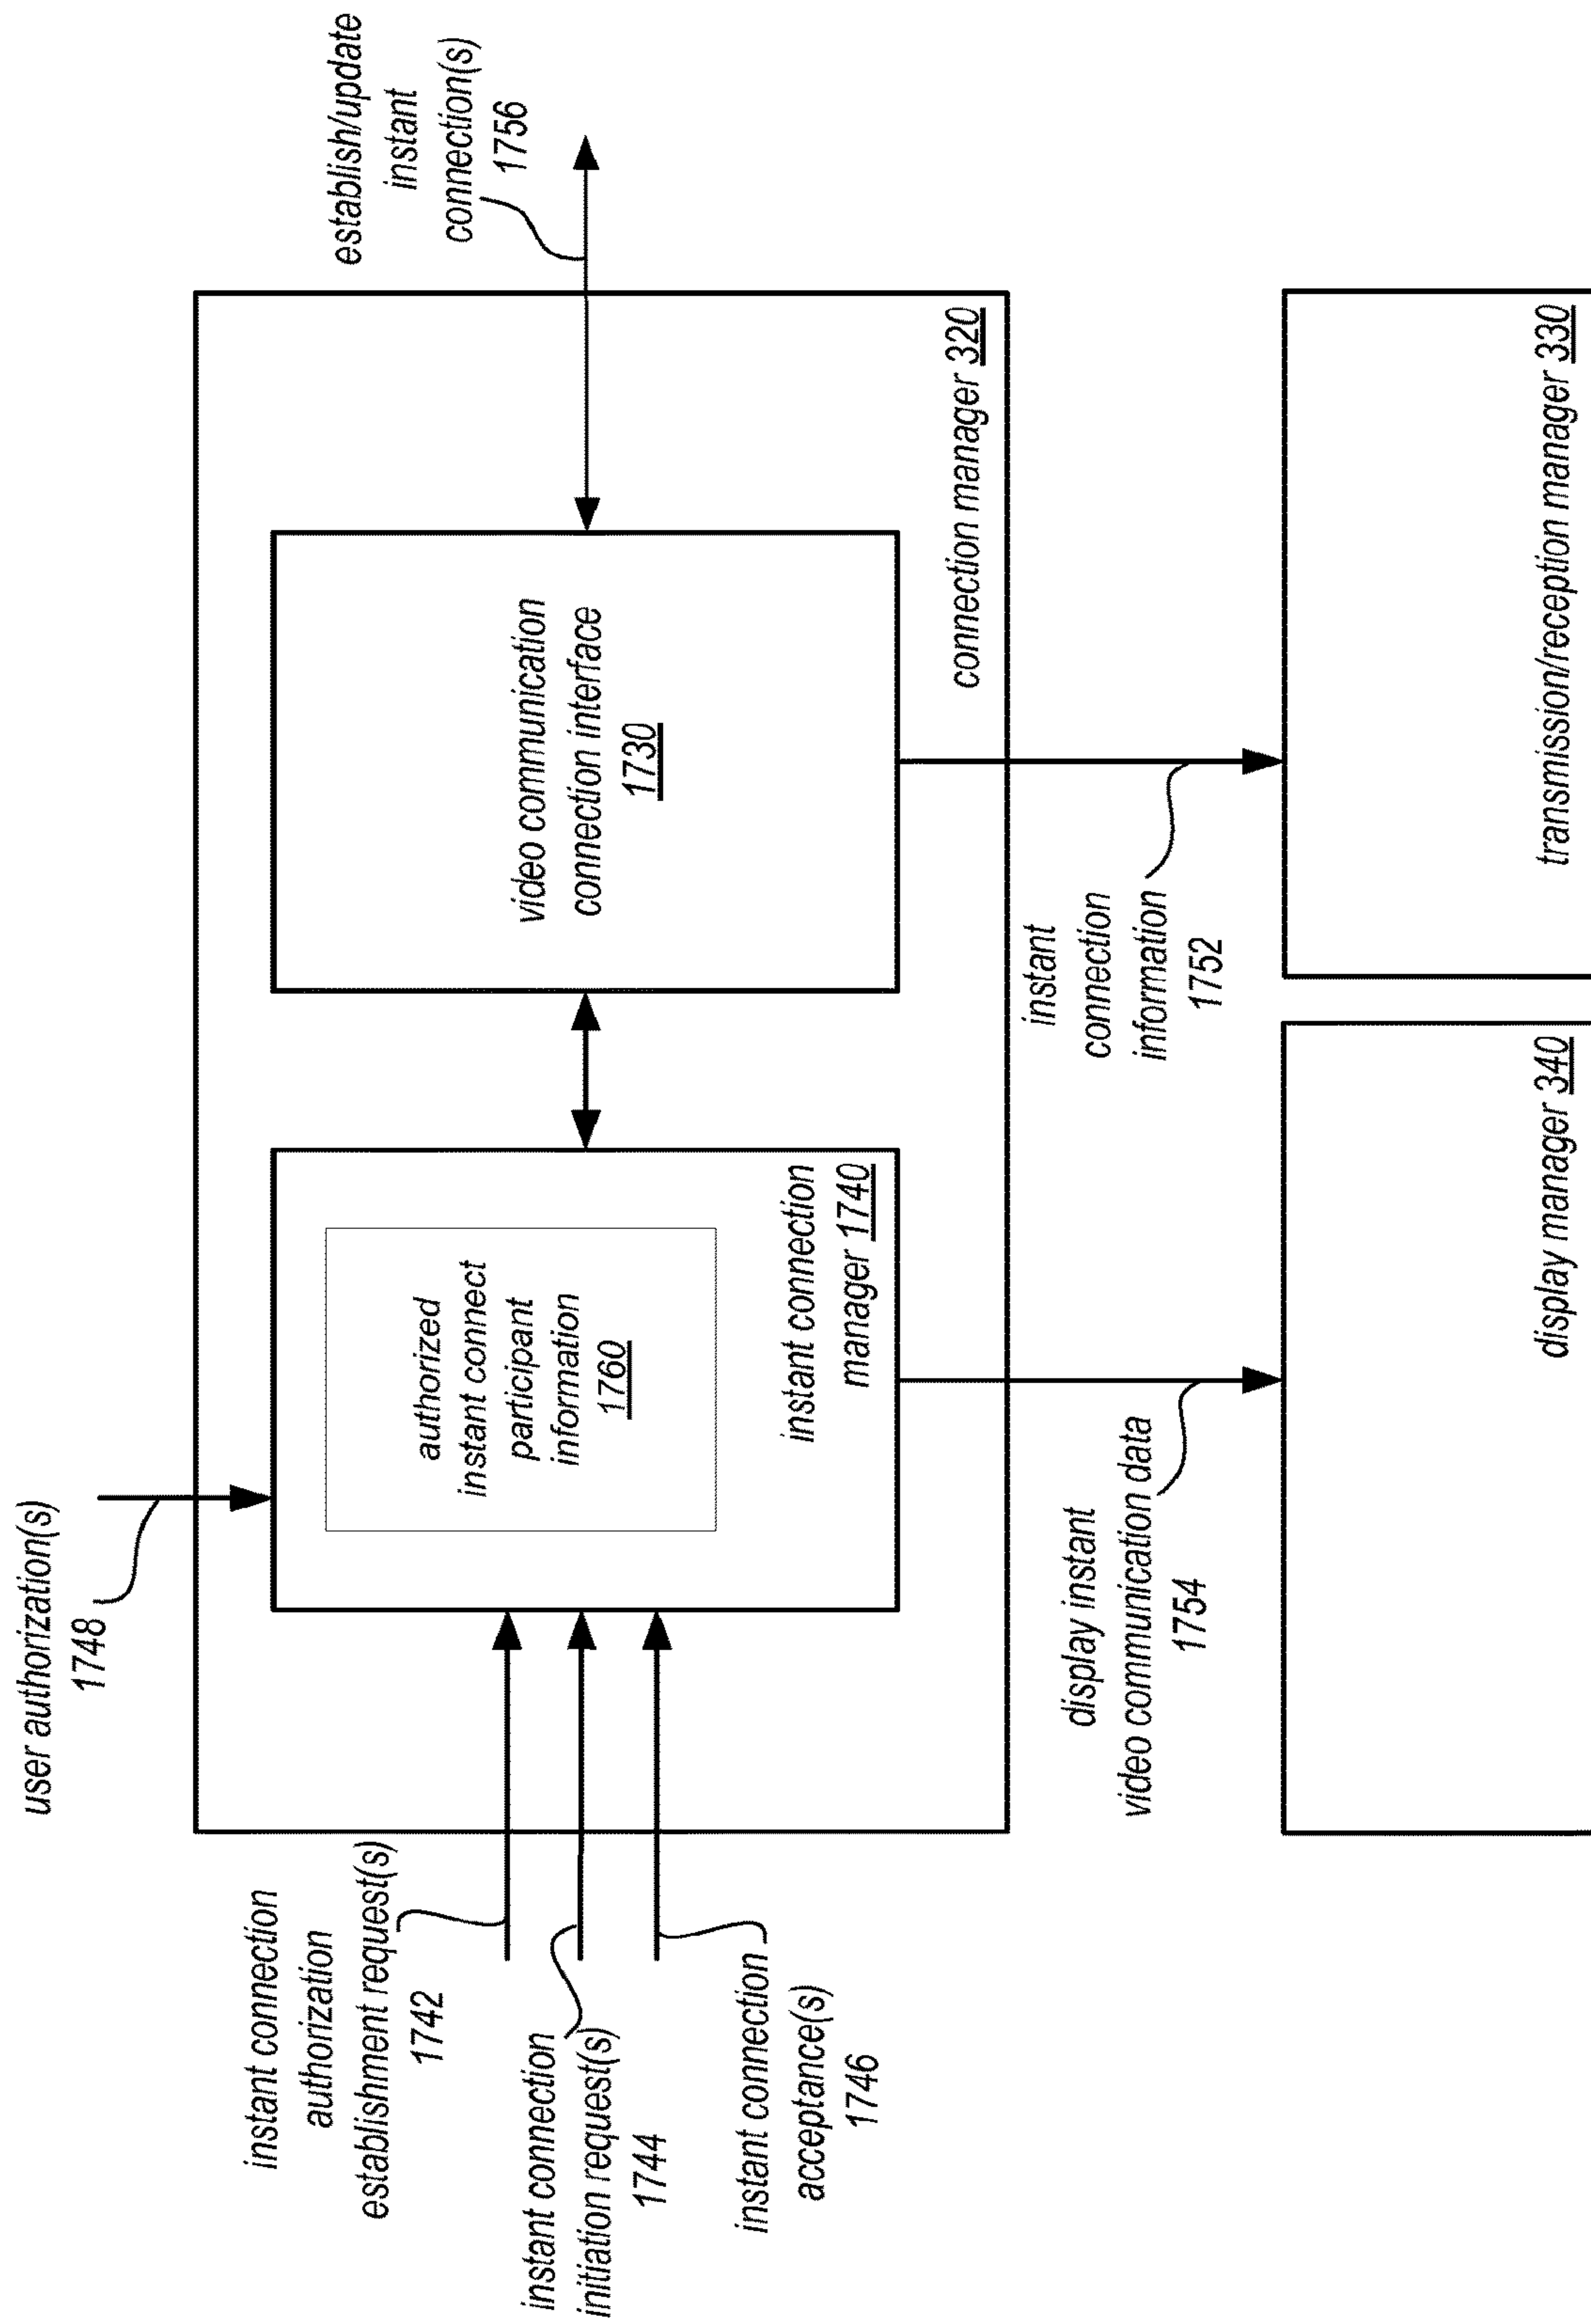 user authorization(s)
1748
instant connection
authorization
establishment request(s)
1742
instant connection
initiation request(s)
1744
instant connection
acceptance(s)
1746
authorized
instant connect
participant
information
1760
instant connection
manager 1740
video communication
connection interface
1730
connection manager 320
establish/update
instant
connection(s)
1756
display instant
video communication data
1754
instant
connection
information
1752
display manager 340
transmission/reception manager 330